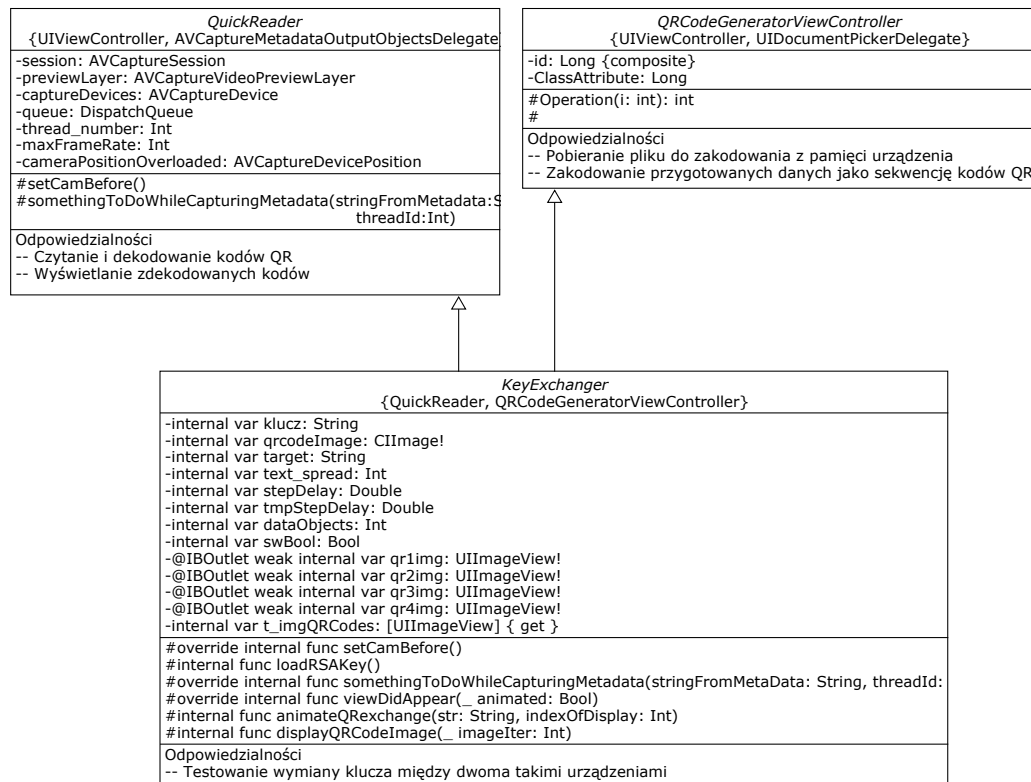 QuickReader
{UIViewController, AVCaptureMetadataOutputObjectsDelegate
-session: AVCaptureSession
-previewLayer: AVCaptureVideoPreviewLayer
-captureDevices: AVCaptureDevice
-queue: DispatchQueue
-thread_number: Int
-maxFrameRate: Int
-cameraPositionOverloaded: AVCaptureDevicePosition
#setCamBefore()
#somethingToDoWhileCapturingMetadata(stringFromMetadata:S
threadId:Int)
Odpowiedzialności
-- Czytanie i dekodowanie kodów QR
-- Wyświetlanie zdekodowanych kodów
QRCodeGeneratorViewController
{UIViewController, UIDocumentPickerDelegate}
-id: Long {composite}
-ClassAttribute: Long
#Operation(i: int): int
#
Odpowiedzialności
-- Pobieranie pliku do zakodowania z pamięci urządzenia
-- Zakodowanie przygotowanych danych jako sekwencję kodów QR
KeyExchanger
{QuickReader, QRCodeGeneratorViewController}
-internal var klucz: String
-internal var qrcodeImage: CIImage!
-internal var target: String
-internal var text_spread: Int
-internal var stepDelay: Double
-internal var tmpStepDelay: Double
-internal var dataObjects: Int
-internal var swBool: Bool
-@IBOutlet weak internal var qr1img: UIImageView!
-@IBOutlet weak internal var qr2img: UIImageView!
-@IBOutlet weak internal var qr3img: UIImageView!
-@IBOutlet weak internal var qr4img: UIImageView!
-internal var t_imgQRCodes: [UIImageView] { get }
#override internal func setCamBefore()
#internal func loadRSAKey()
#override internal func somethingToDoWhileCapturingMetadata(stringFromMetaData: String, threadId:
#override internal func viewDidAppear(_ animated: Bool)
#internal func animateQRexchange(str: String, indexOfDisplay: Int)
#internal func displayQRCodeImage(_ imageIter: Int)
Odpowiedzialności
-- Testowanie wymiany klucza między dwoma takimi urządzeniami